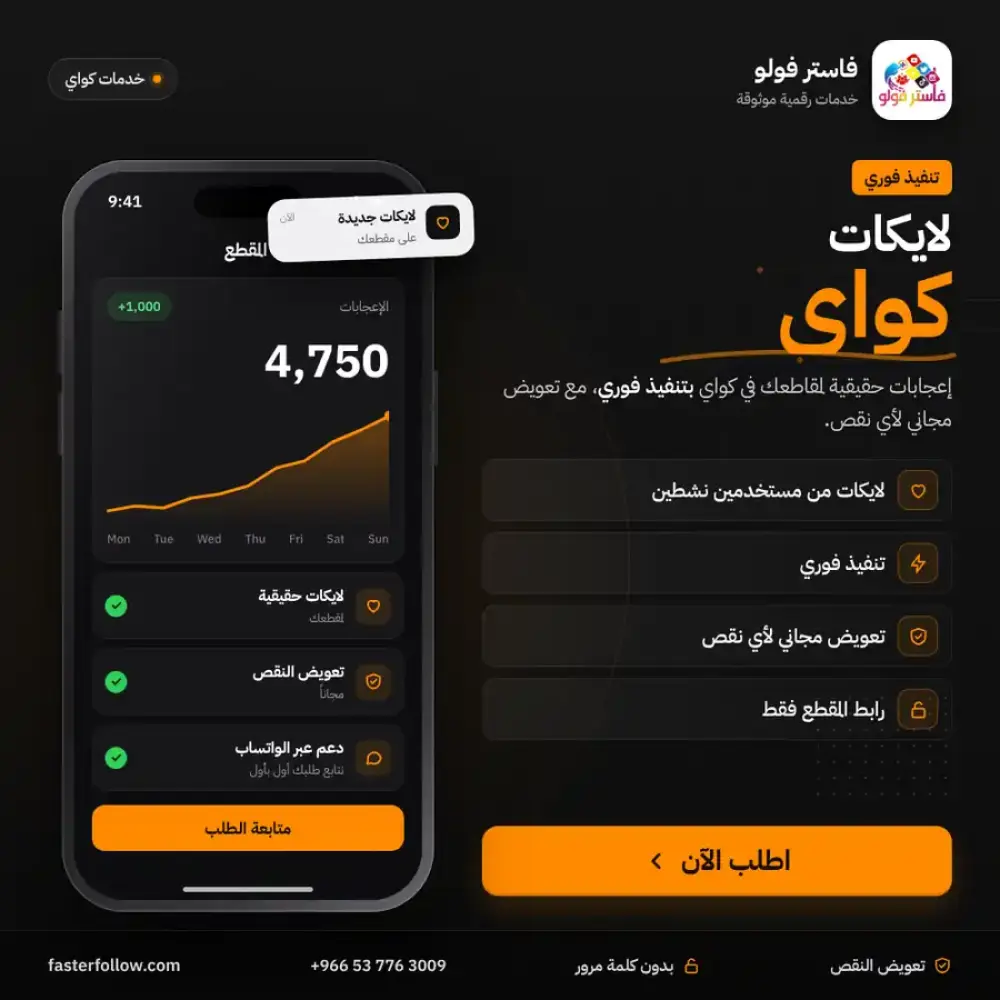 فاستر فولو
خدمات رقمية موثوقة
فاستر فولو
خدمات كواي
تنفيذ فوري
لايكات
كواي
إعجابات حقيقية لمقاطعك في كواي بتنفيذ فوري، مع تعويض
مجاني لأي نقص.
لايكات من مستخدمين نشطين
تنفيذ فوري
تعويض مجاني لأي نقص
رابط المقطع فقط
اطلب الآن
9:41
لايكات جديدة
الآن
على مقطعك
المقطع
الإعجابات
+1,000
4,750
Mon Tue Wed Thu Fri Sat Sun
لايكات حقيقية
لمقطعك
تعويض النقص
مجاناً
دعم عبر الواتساب
نتابع طلبك أول بأول
متابعة الطلب
تعويض النقص
بدون كلمة مرور
+966 53 776 3009
fasterfollow.com